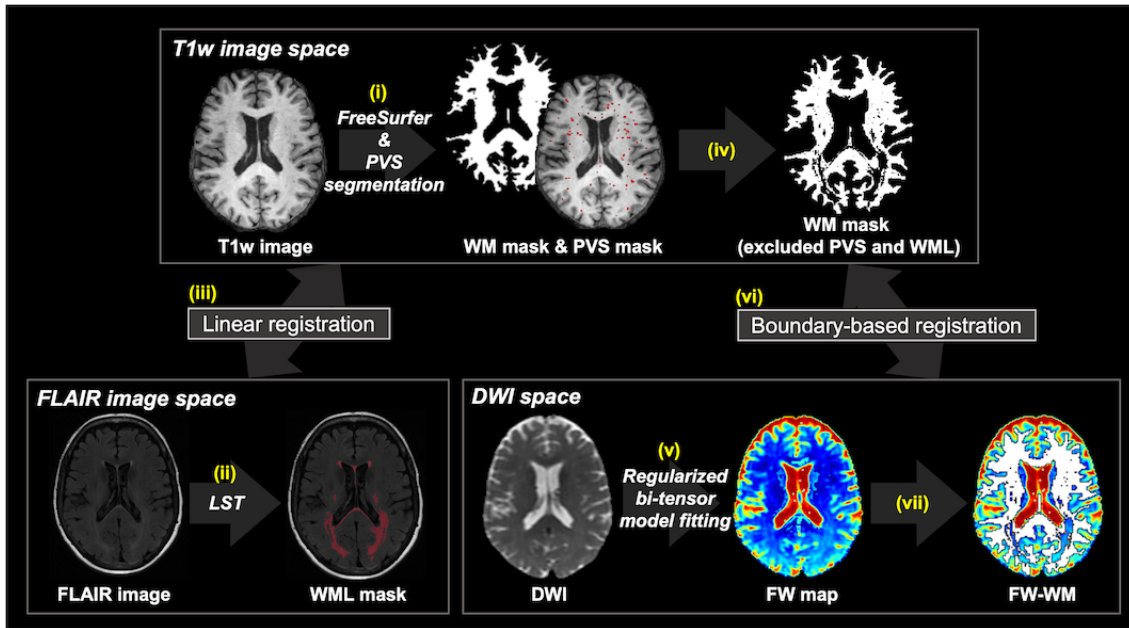 T1w image space
(i)
FreeSurfer
&
PVS
segmentation
(iv)
T1w image
WM mask & PVS mask
WM mask
(excluded PVS and WML)
(iii)
Linear registration
(vi)
Boundary-based registration
FLAIR image space
(ii)
LST
FLAIR image
WML mask
DWI space
(v)
Regularized
bi-tensor
model fitting
(vii)
DWI
FW map
FW-WM